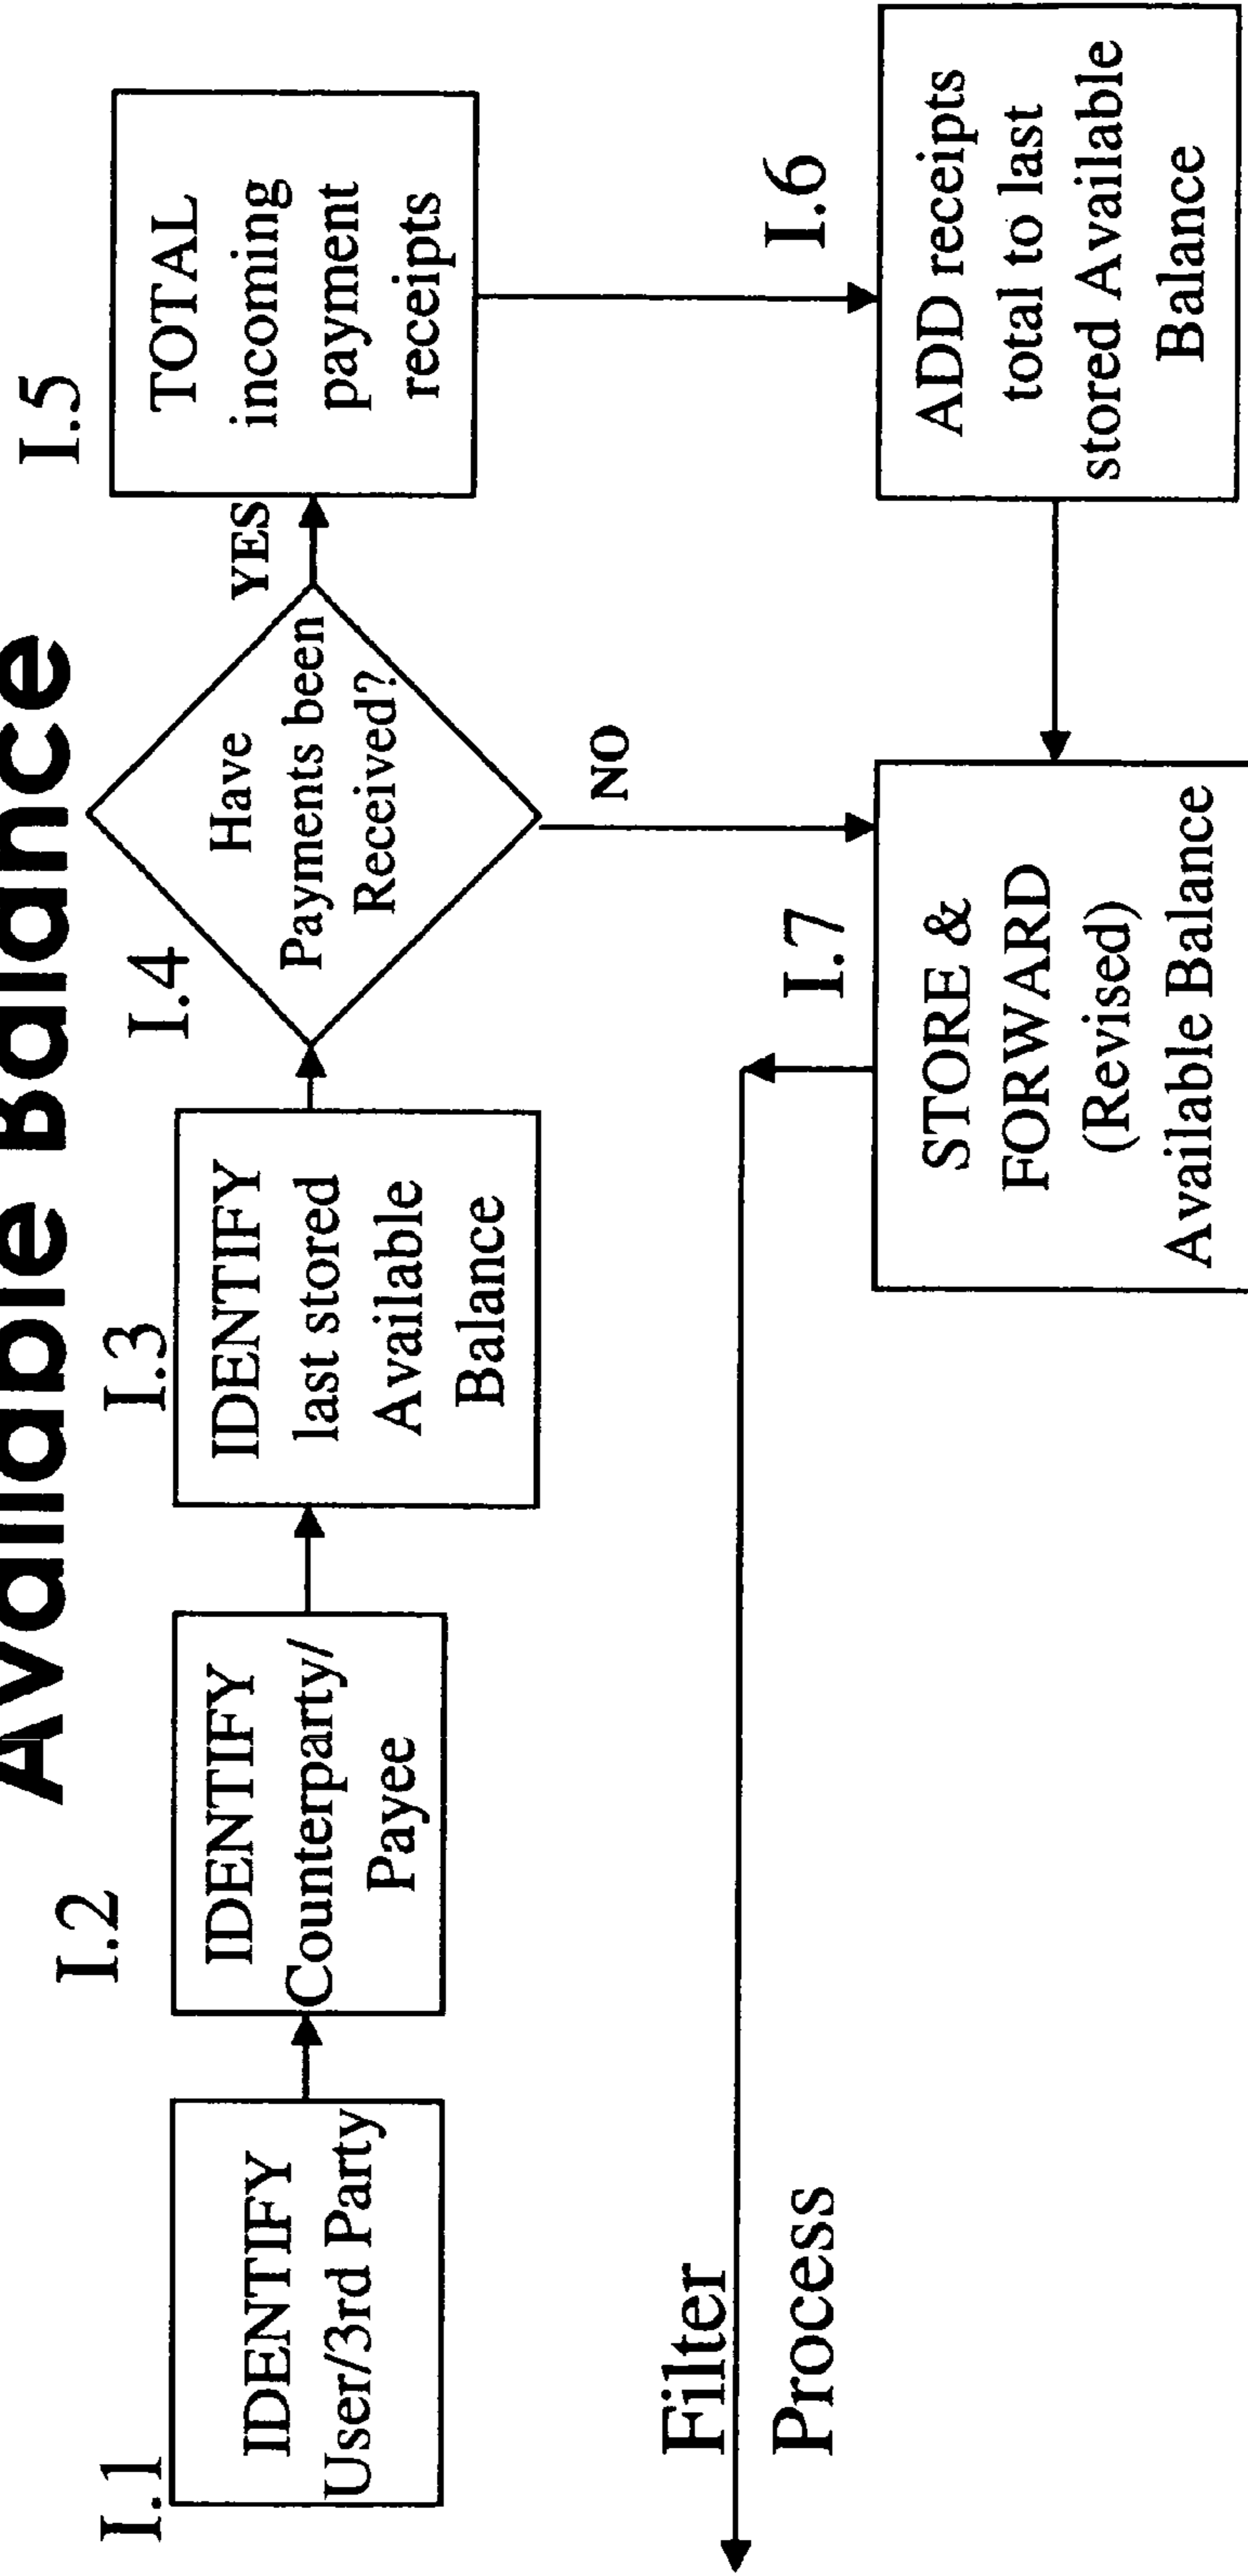 Available Balance
I.1
IDENTIFY
User/3rd Party
I.2
IDENTIFY
Counterparty/
Payee
I.3
IDENTIFY
last stored
Available
Balance
I.4
Have
Payments been
Received?
YES
NO
I.5
TOTAL
incoming
payment
receipts
I.6
ADD receipts
total to last
stored Available
Balance
I.7
STORE &
FORWARD
(Revised)
Available Balance
Filter
Process